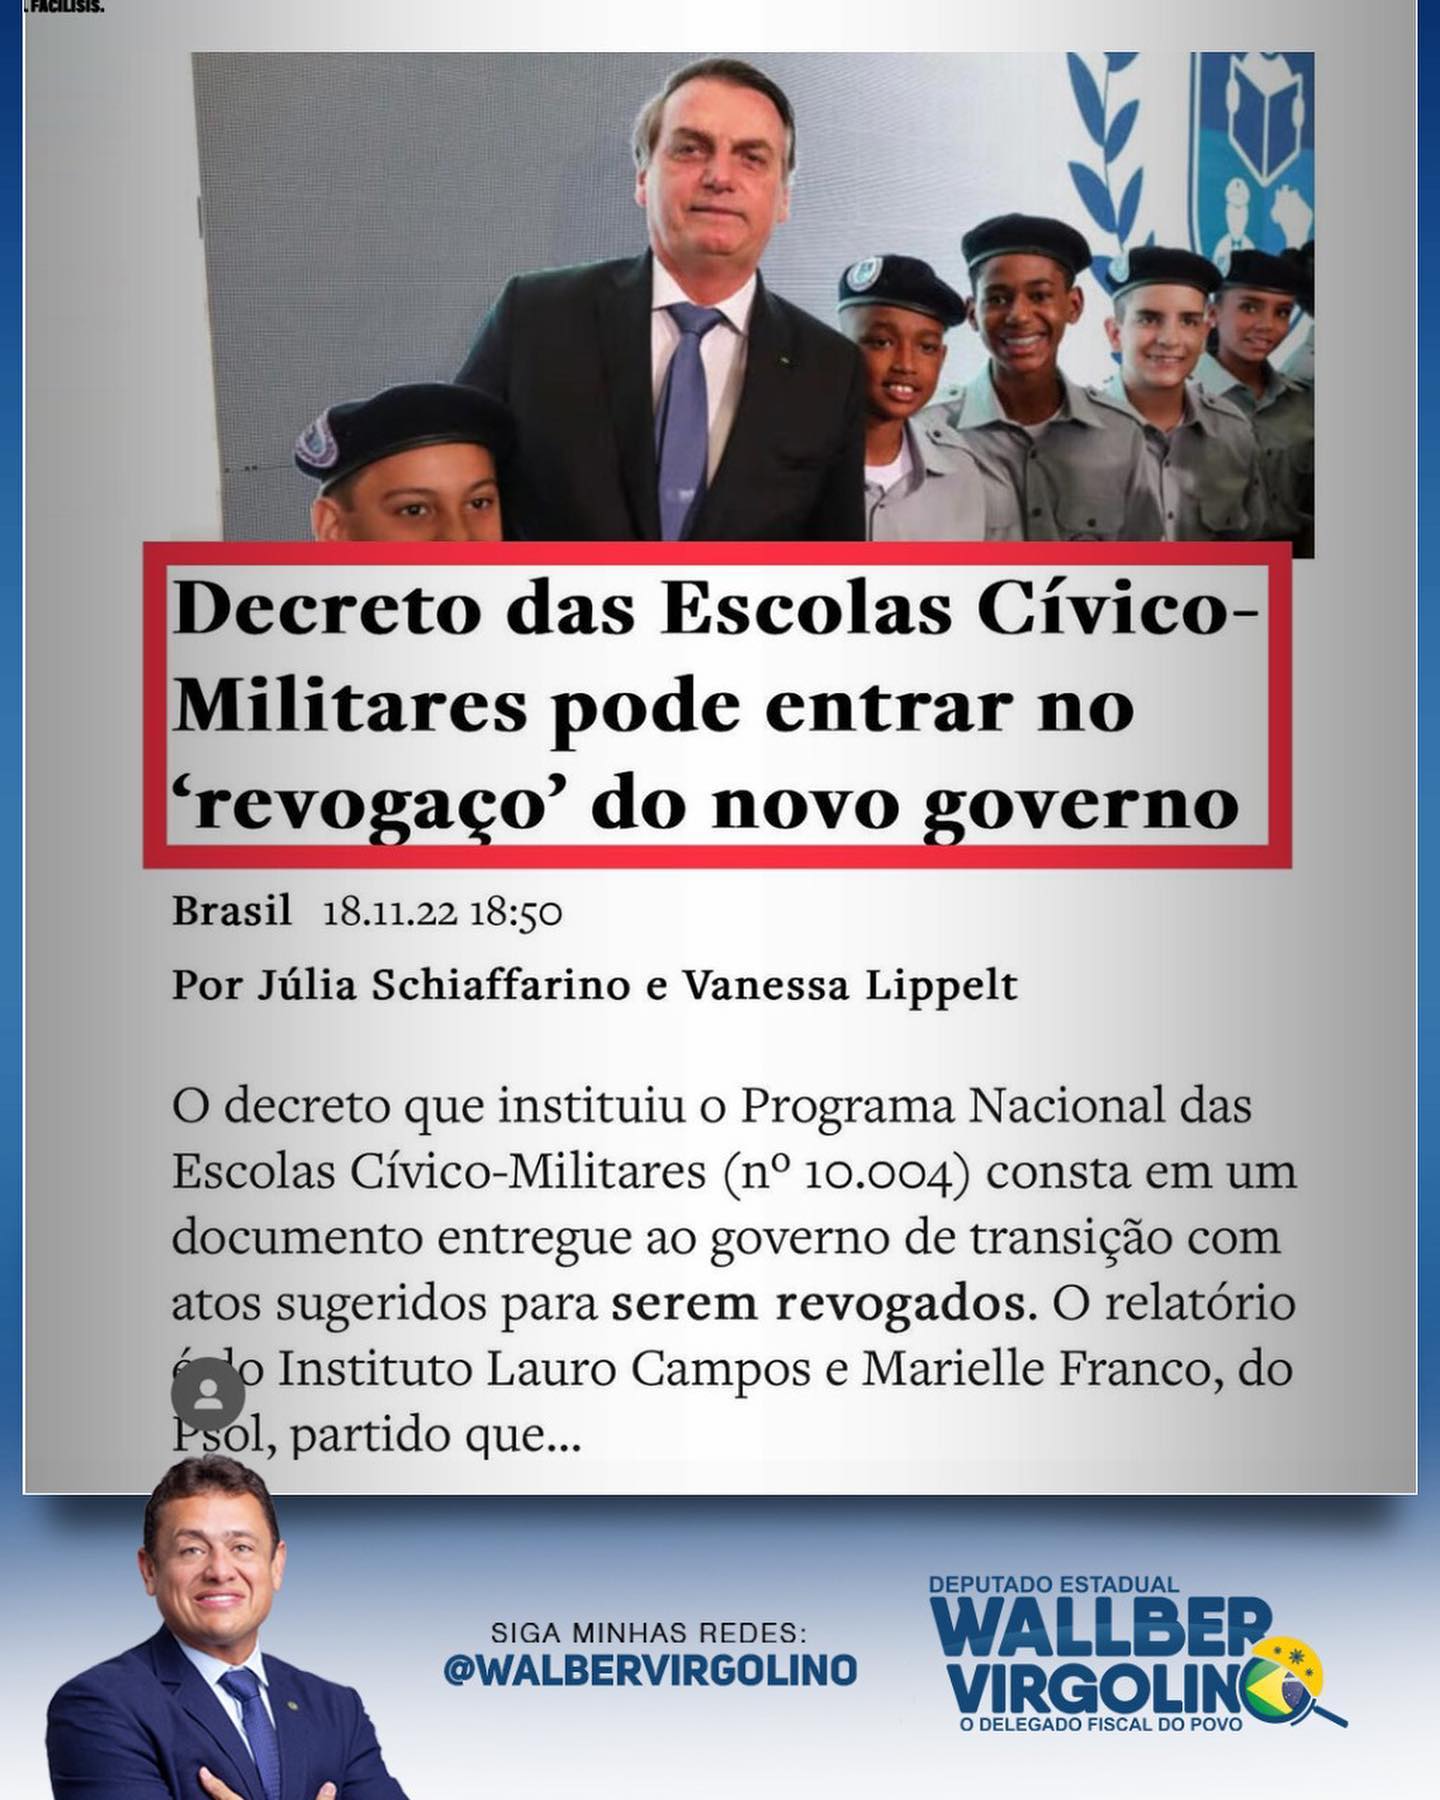 . FACILISIS.
Decreto das Escolas Cívico-
Militares pode entrar no
‘revogaço’ do novo governo
Brasil 18.11.22 18:50
Por Júlia Schiaffarino e Vanessa Lippelt
O decreto que instituiu o Programa Nacional das
Escolas Cívico-Militares (nº 10.004) consta em um
documento entregue ao governo de transição com
atos sugeridos para serem revogados. O relatório
é do Instituto Lauro Campos e Marielle Franco, do
Psol, partido que...
SIGA MINHAS REDES:
@WALBERVIRGOLINO
DEPUTADO ESTADUAL
WALLBER
VIRGOLINO
O DELEGADO FISCAL DO POVO